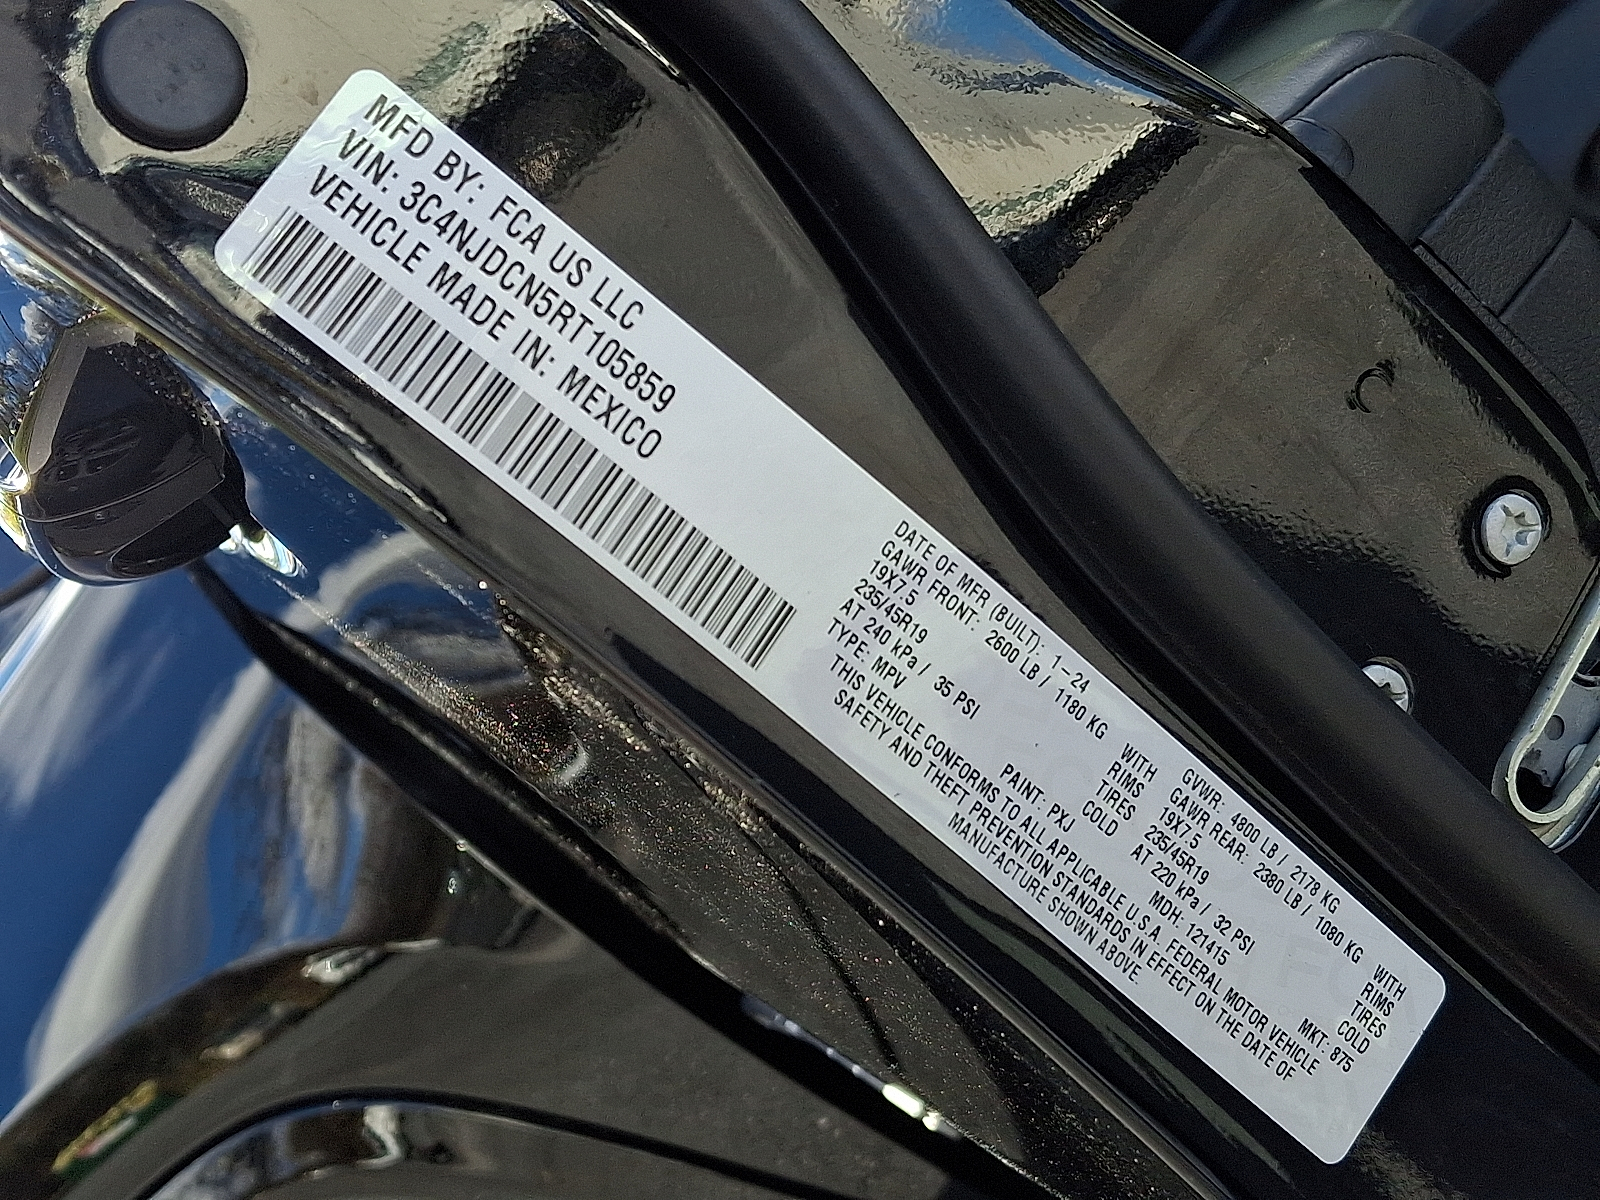 MFD BY: FCA US LLC
VIN: 3C4NJDCN5RT105859
VEHICLE MADE IN: MEXICO
DATE OF MFR (BUILT): 1-24 GVWR: 4800 LB / 2178 KG
GAWR FRONT: 2600 LB / 1180 KG WITH GAWR REAR: 2380 LB / 1080 KG WITH
19X7.5 RIMS 19X7.5 RIMS
235/45R19 TIRES 235/45R19 TIRES
AT 240 kPa / 35 PSI COLD AT 220 kPa / 32 PSI COLD
TYPE: MPV PAINT: PXJ MDH: 121415 MKT: 875
THIS VEHICLE CONFORMS TO ALL APPLICABLE U.S.A. FEDERAL MOTOR VEHICLE
SAFETY AND THEFT PREVENTION STANDARDS IN EFFECT ON THE DATE OF
MANUFACTURE SHOWN ABOVE.